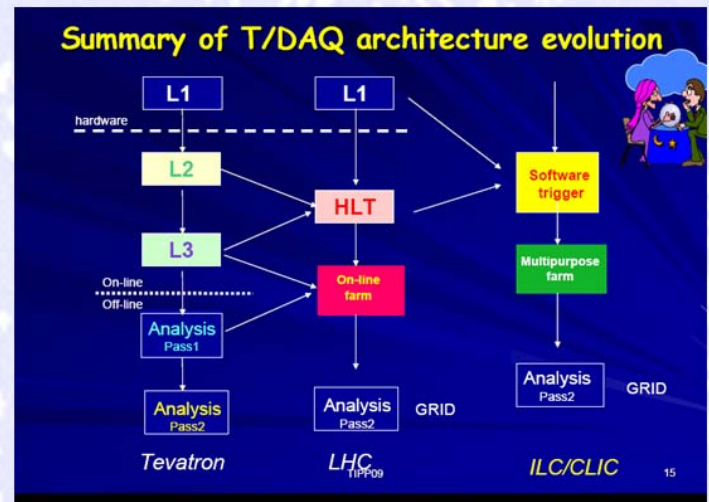 Summary of T/DAQ architecture evolution
L1
L1
hardware
L2
Software
trigger
HLT
L3
Multipurpose
farm
On-line
Off-line
On-line
farm
Analysis
Pass1
Analysis
Pass2
GRID
Analysis
Pass2
Analysis
Pass2
GRID
Tevatron
LHC
TIPP09
ILC/CLIC
15